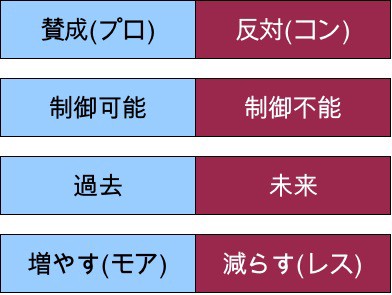 賛成(プロ) 反対(コン)
制御可能 制御不能
過去 未来
増やす(モア) 減らす(レス)